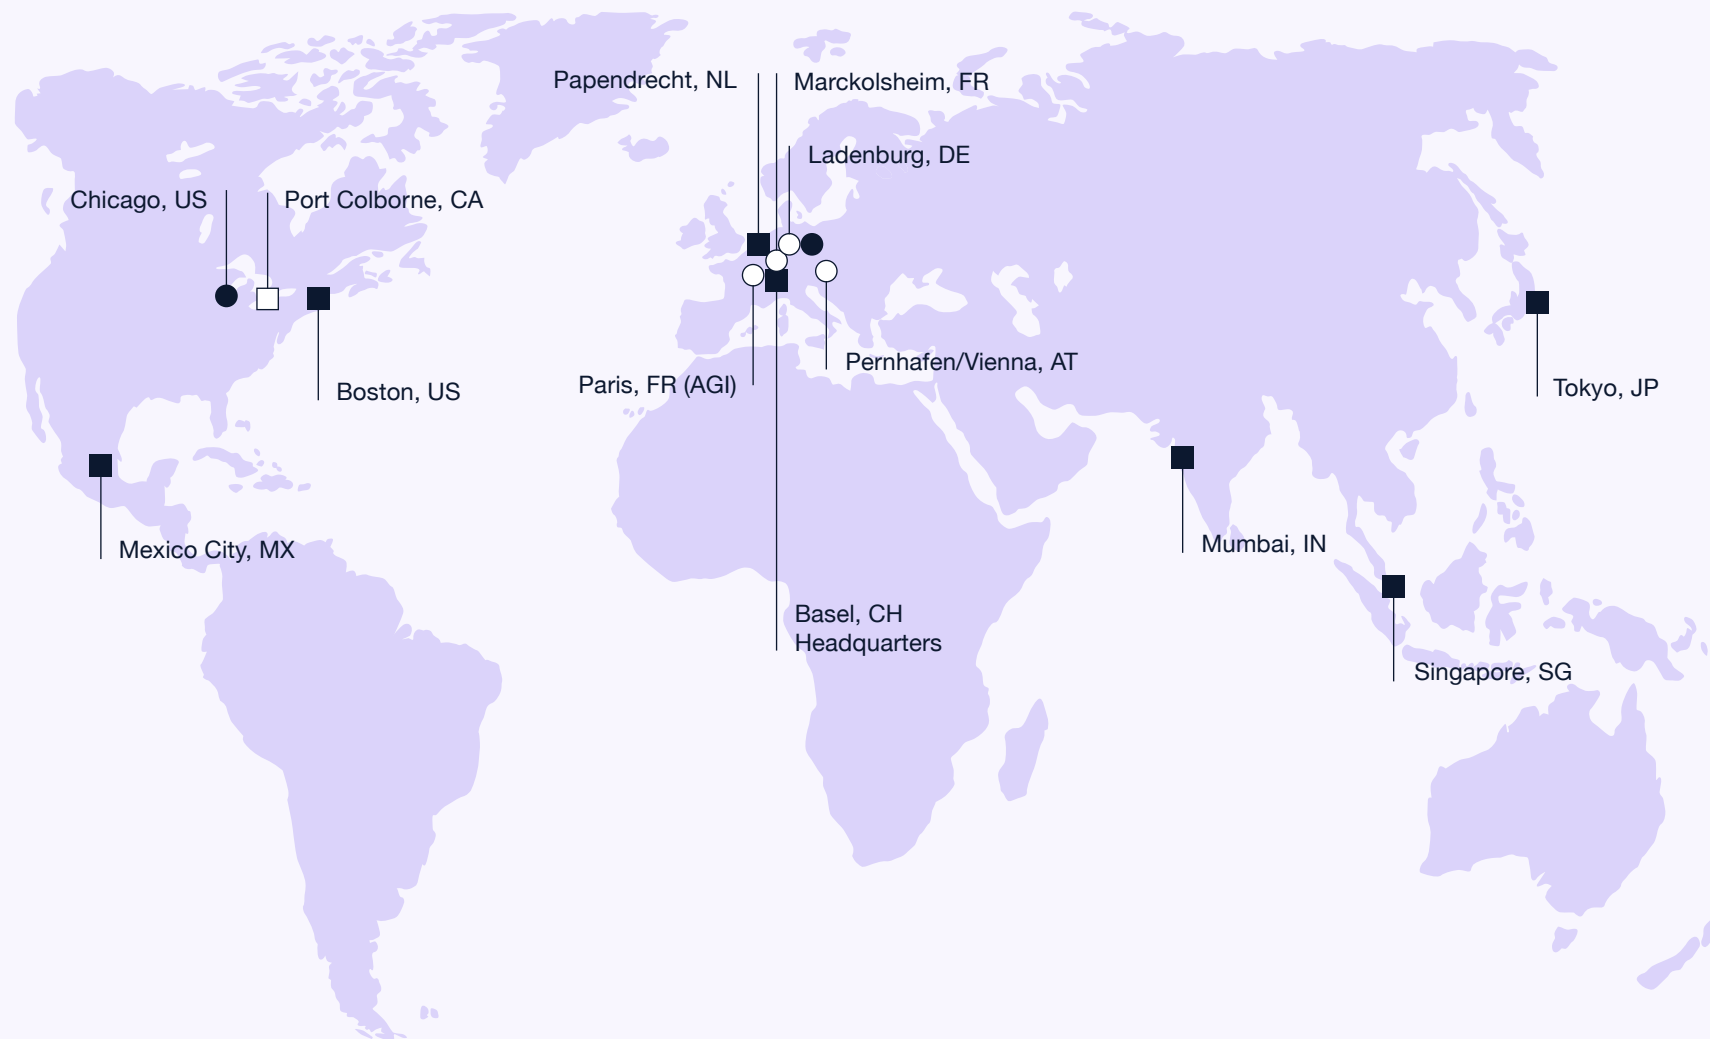 Papendrecht, NL
Marckolsheim, FR
Ladenburg, DE
Chicago, US
Port Colborne, CA
Pernhafen/Vienna, AT
Paris, FR (AGI)
Boston, US
Tokyo, JP
Mexico City, MX
Mumbai, IN
Basel, CH
Headquarters
Singapore, SG